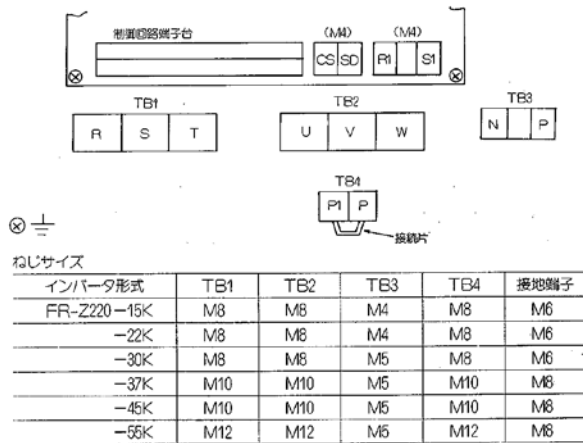 制御回路端子台
(M4)
(M4)
CS SD
R1 S1
TB1
TB2
TB3
R S T
U V W
N P
TB4
P1 P
接続片
ねじサイズ
インバータ形式 TB1 TB2 TB3 TB4 接地端子
FR-Z220-15K M8 M8 M4 M8 M6
-22K M8 M8 M4 M8 M6
-30K M8 M8 M5 M8 M6
-37K M10 M10 M5 M10 M8
-45K M10 M10 M5 M10 M8
-55K M12 M12 M5 M12 M8